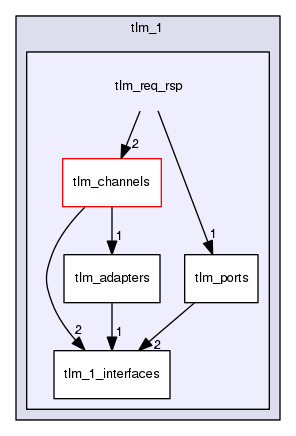 tlm_1
tlm_req_rsp
2
tlm_channels
1
1
tlm_adapters
tlm_ports
2
1
2
tlm_1_interfaces